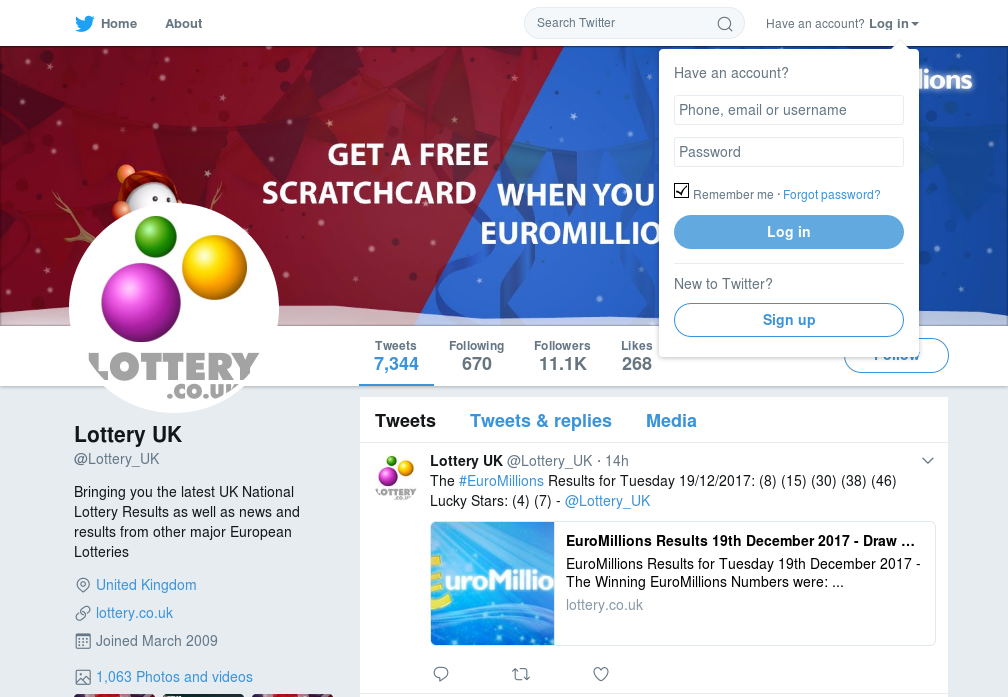 Home
About
Search Twitter
Have an account? Log in
GET A FREE
SCRATCHCARD
WHEN YOU
Have an account?
Phone, email or username
Password
Remember me · Forgot password?
Log in
New to Twitter?
Sign up
LOTTERY
.CO.UK
Tweets
7,344
Following
670
Followers
11.1K
Likes
268
Follow
Lottery UK
@Lottery_UK
Bringing you the latest UK National
Lottery Results as well as news and
results from other major European
Lotteries
United Kingdom
lottery.co.uk
Joined March 2009
1,063 Photos and videos
Tweets
Tweets & replies
Media
Lottery UK @Lottery_UK · 14h
The #EuroMillions Results for Tuesday 19/12/2017: (8) (15) (30) (38) (46)
Lucky Stars: (4) (7) - @Lottery_UK
EuroMillions Results 19th December 2017 - Draw ...
EuroMillions Results for Tuesday 19th December 2017 -
The Winning EuroMillions Numbers were: ...
lottery.co.uk